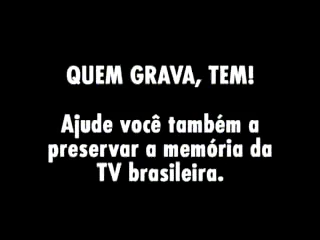 QUEM GRAVA, TEM!
Ajude você também a
preservar a memória da
TV brasileira.